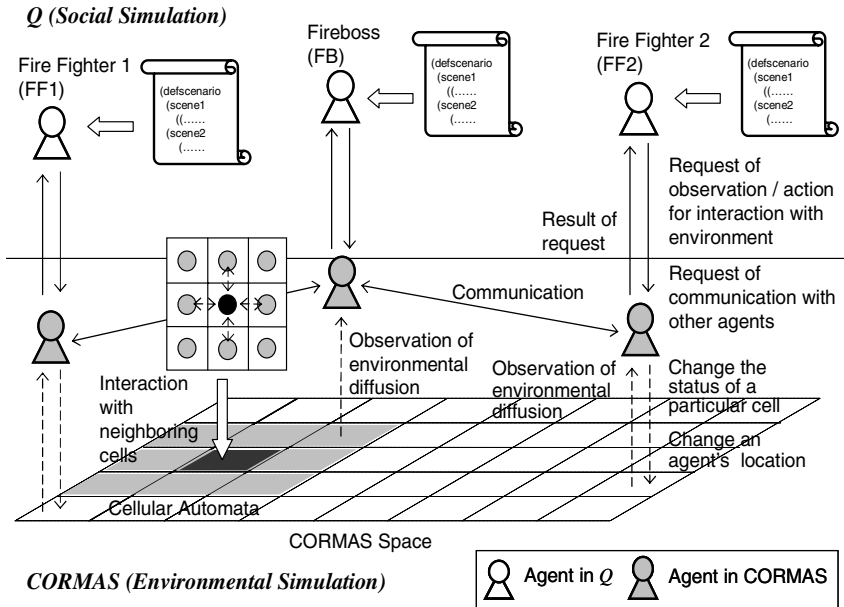 Q (Social Simulation)
Fire Fighter 1
(FF1)
(defscenario
(scene1
((......
(scene2
(......
Fireboss
(FB)
(defscenario
(scene1
((......
(scene2
(......
Fire Fighter 2
(FF2)
(defscenario
(scene1
((......
(scene2
(......
Request of
observation / action
for interaction with
environment
Result of
request
Request of
communication with
other agents
Communication
Observation of
environmental
diffusion
Observation of
environmental
diffusion
Change the
status of a
particular cell
Change an
agent's location
Interaction
with
neighboring
cells
Cellular Automata
CORMAS Space
CORMAS (Environmental Simulation)
Agent in Q
Agent in CORMAS